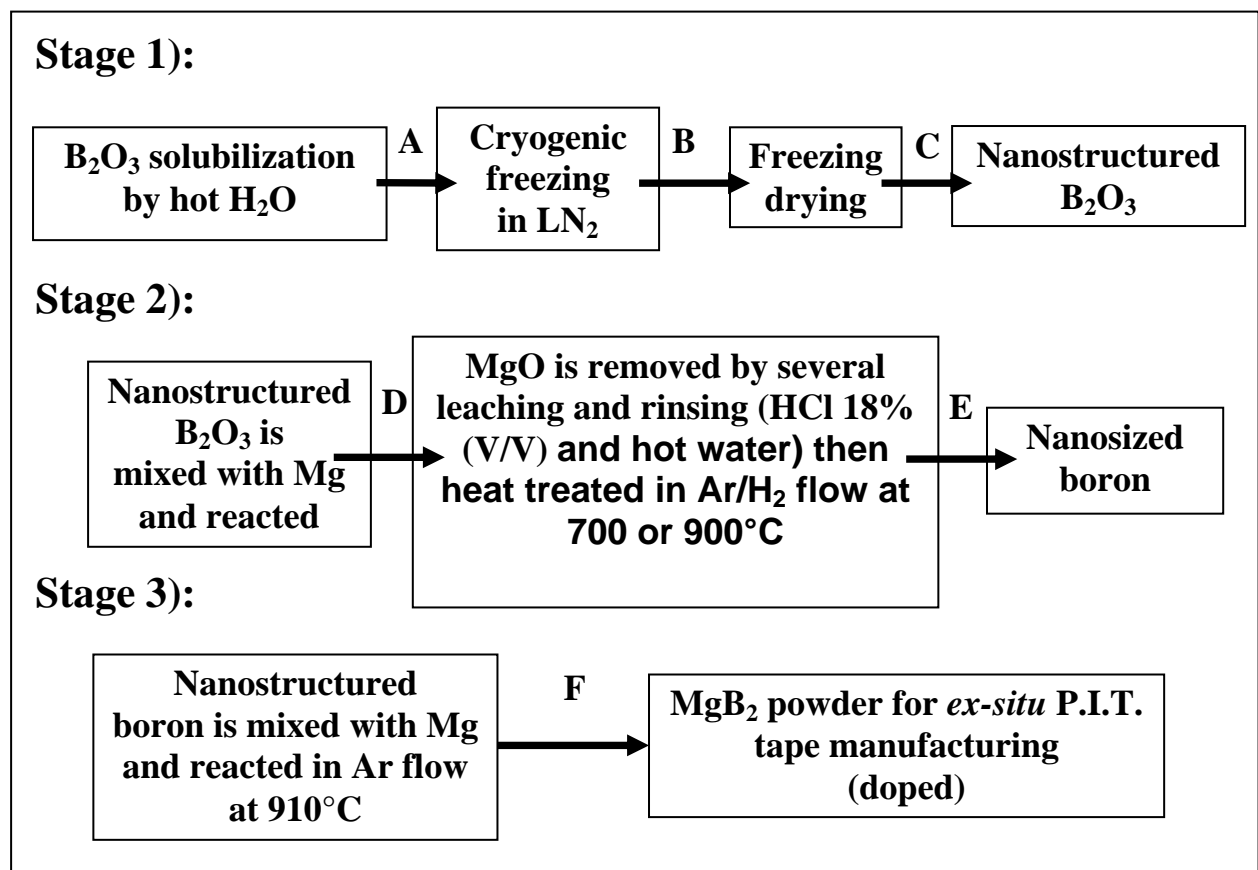 Stage 1):
B₂O₃ solubilization
by hot H₂O
A
Cryogenic
freezing
in LN₂
B
Freezing
drying
C
Nanostructured
B₂O₃
Stage 2):
Nanostructured
B₂O₃ is
mixed with Mg
and reacted
D
MgO is removed by several
leaching and rinsing (HCl 18%
(V/V) and hot water) then
heat treated in Ar/H₂ flow at
700 or 900°C
E
Nanosized
boron
Stage 3):
Nanostructured
boron is mixed with Mg
and reacted in Ar flow
at 910°C
F
MgB₂ powder for ex-situ P.I.T.
tape manufacturing
(doped)